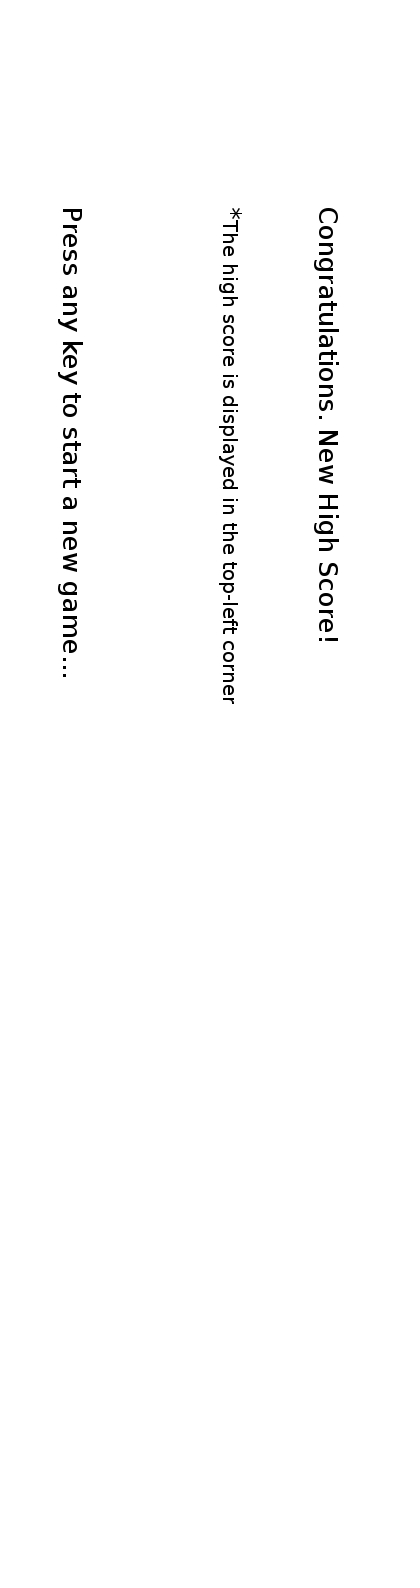 Congratulations. New High Score!
*The high score is displayed in the top-left corner
Press any key to start a new game...